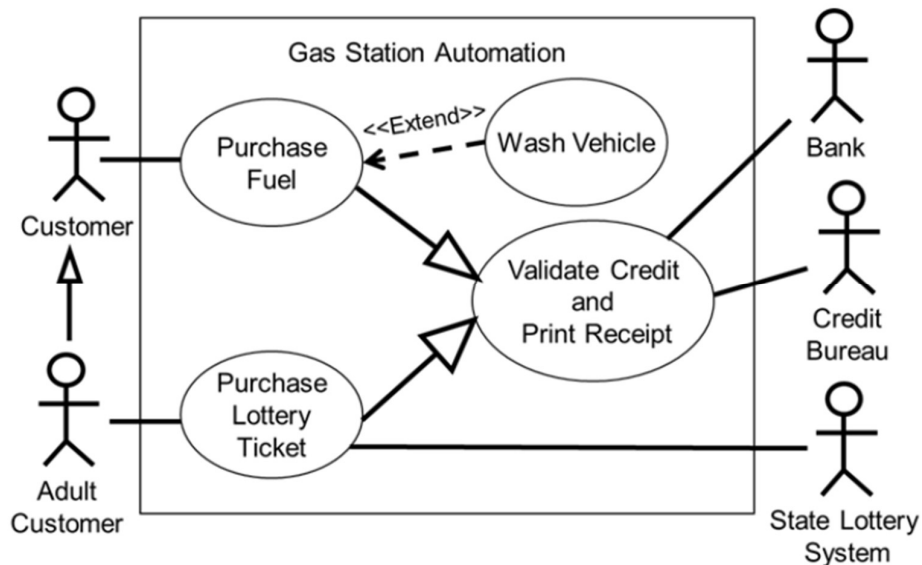 Gas Station Automation
Customer
Purchase
Fuel
<<Extend>>
Wash Vehicle
Bank
Validate Credit
and
Print Receipt
Credit
Bureau
Adult
Customer
Purchase
Lottery
Ticket
State Lottery
System